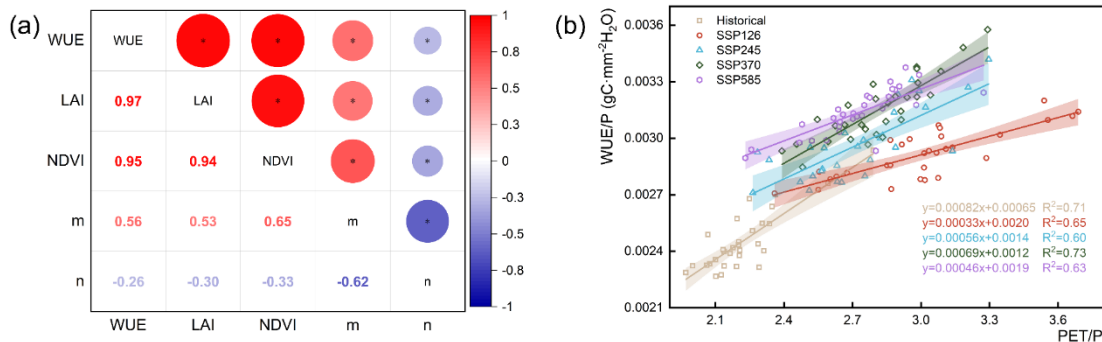 (a)
WUE
LAI
NDVI
m
n
WUE * * * *
0.97 LAI * * *
0.95 0.94 NDVI * *
0.56 0.53 0.65 m *
-0.26 -0.30 -0.33 -0.62 n
WUE LAI NDVI m n
1
0.8
0.5
0.3
0
-0.3
-0.5
-0.8
-1
(b)
WUE/P (gC·mm⁻²H₂O)
0.0036
0.0033
0.0030
0.0027
0.0024
0.0021
Historical
SSP126
SSP245
SSP370
SSP585
y=0.00082x+0.00065 R²=0.71
y=0.00033x+0.0020 R²=0.65
y=0.00056x+0.0014 R²=0.60
y=0.00069x+0.0012 R²=0.73
y=0.00046x+0.0019 R²=0.63
2.1 2.4 2.7 3.0 3.3 3.6
PET/P